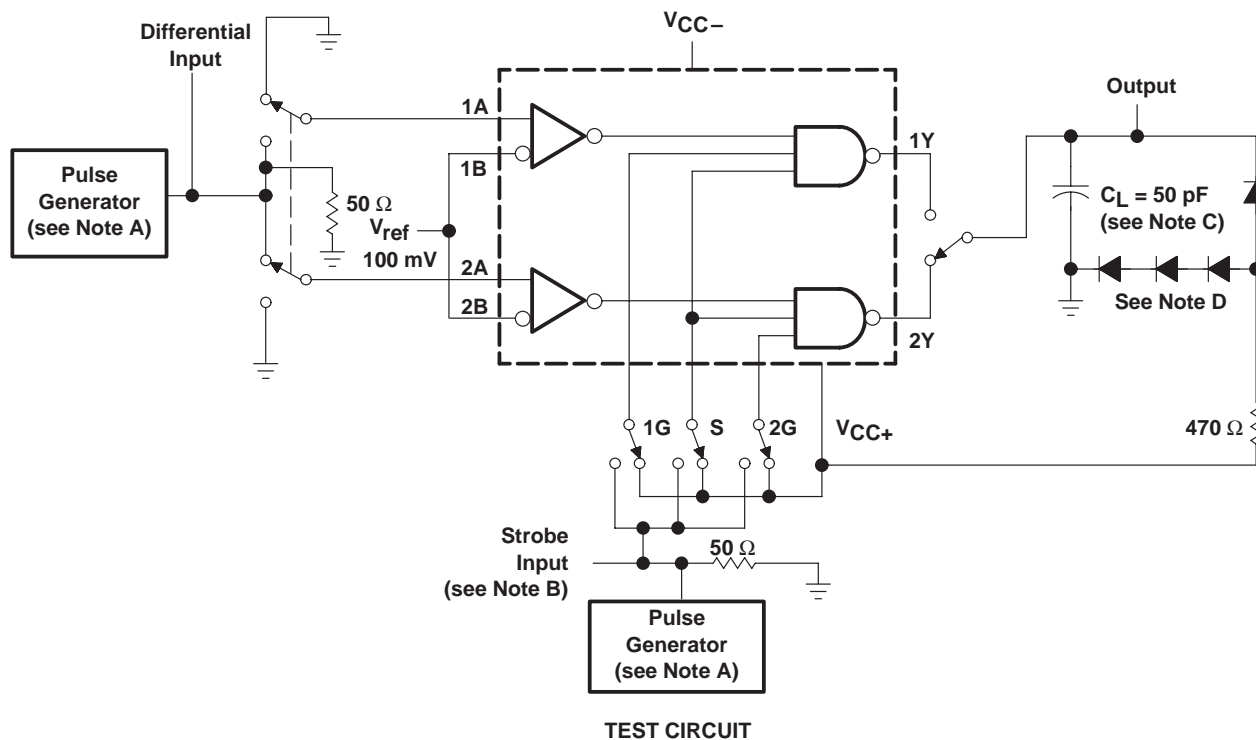 VCC−
Differential
Input
Output
1A
1B
1Y
Pulse
Generator
(see Note A)
50 Ω
Vref
100 mV
CL = 50 pF
(see Note C)
2A
2B
2Y
See Note D
1G
S
2G
VCC+
470 Ω
Strobe
Input
(see Note B)
50 Ω
Pulse
Generator
(see Note A)
TEST CIRCUIT